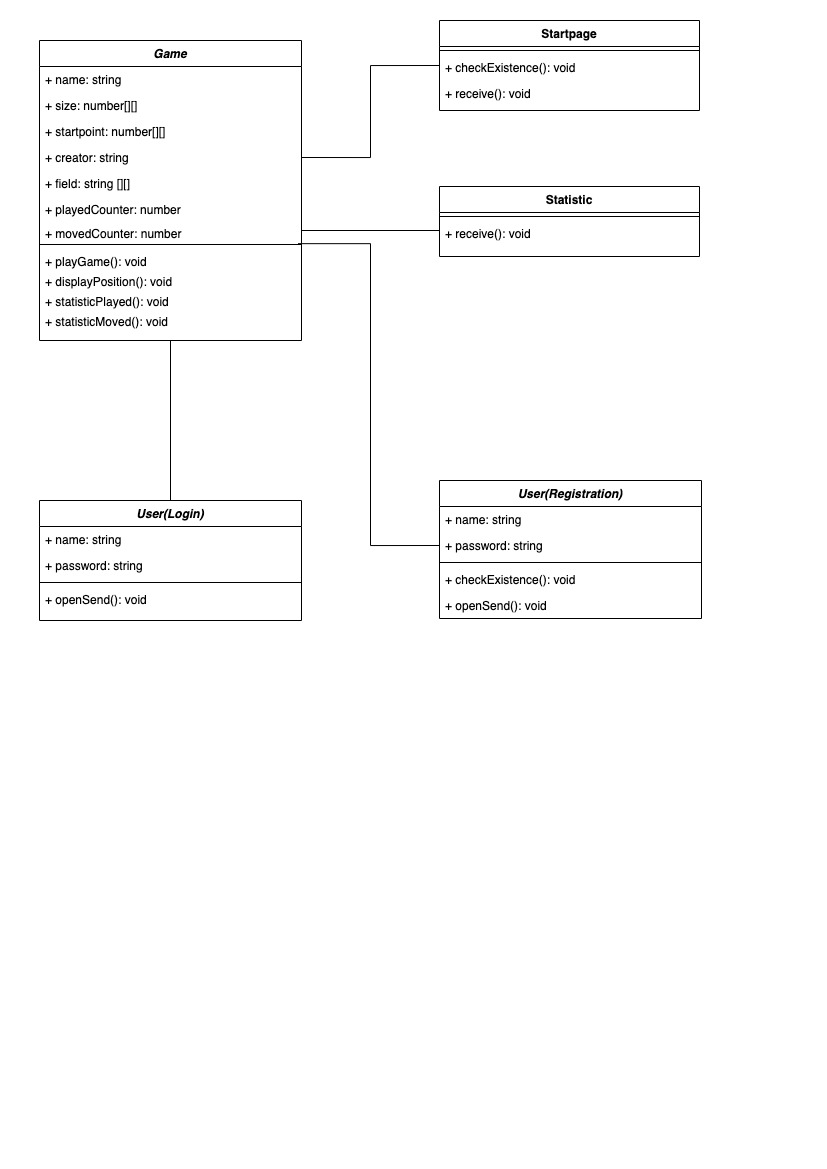 Game
+ name: string
+ size: number[][]
+ startpoint: number[][]
+ creator: string
+ field: string [][]
+ playedCounter: number
+ movedCounter: number
+ playGame(): void
+ displayPosition(): void
+ statisticPlayed(): void
+ statisticMoved(): void
Startpage
+ checkExistence(): void
+ receive(): void
Statistic
+ receive(): void
User(Login)
+ name: string
+ password: string
+ openSend(): void
User(Registration)
+ name: string
+ password: string
+ checkExistence(): void
+ openSend(): void